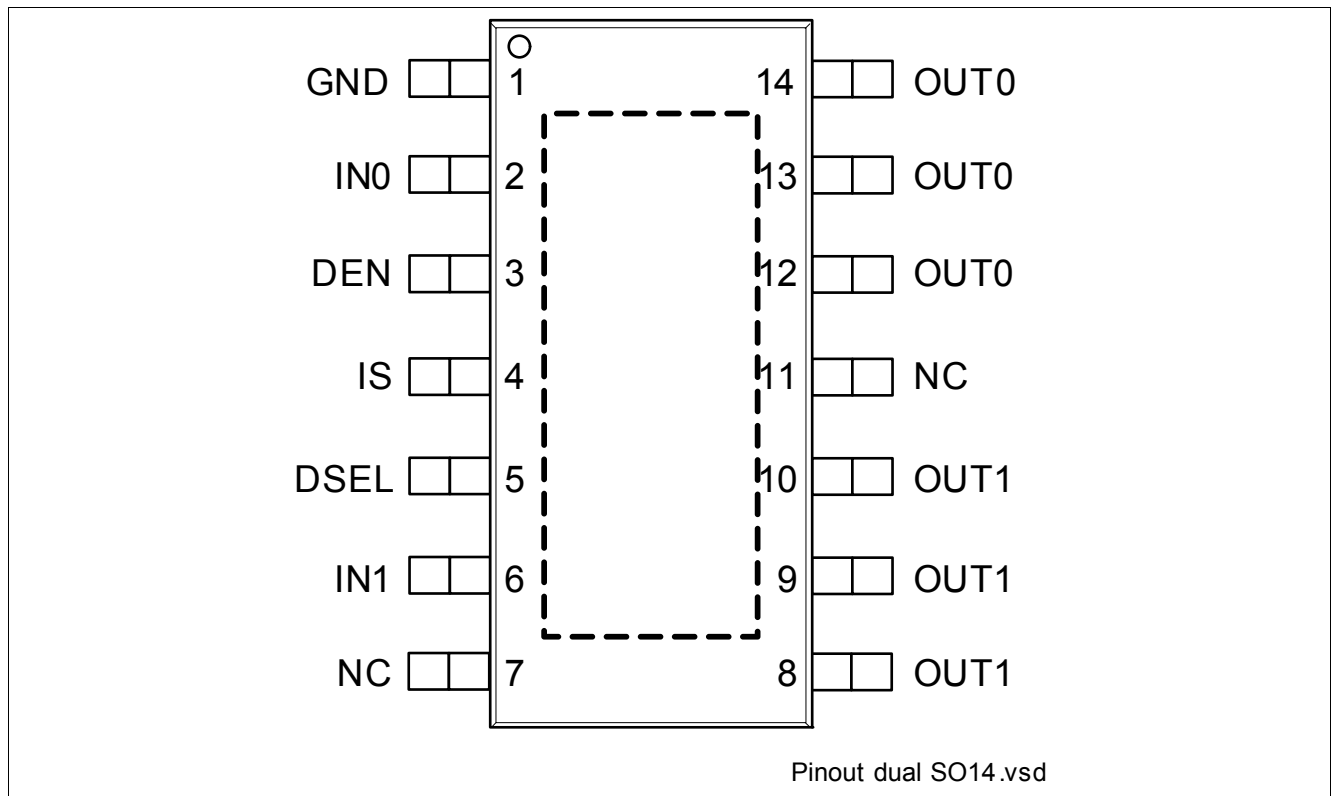 GND 1 14 OUT0
IN0 2 13 OUT0
DEN 3 12 OUT0
IS 4 11 NC
DSEL 5 10 OUT1
IN1 6 9 OUT1
NC 7 8 OUT1
Pinout dual SO14.vsd